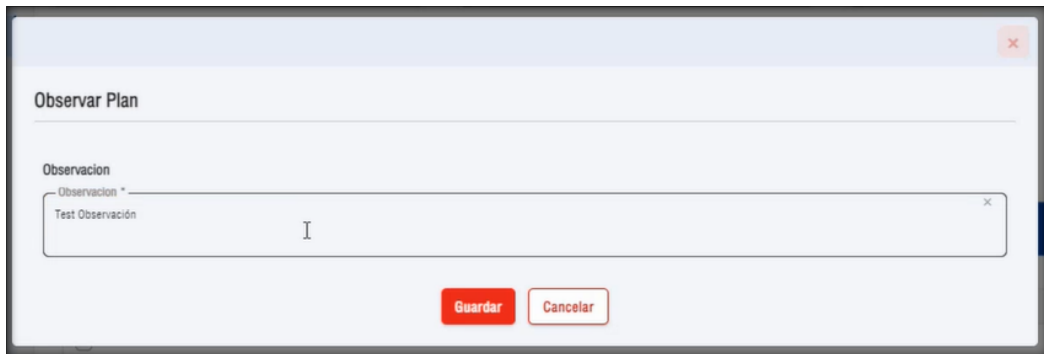 Observar Plan
Observacion
Observacion *
Test Observación
Guardar
Cancelar